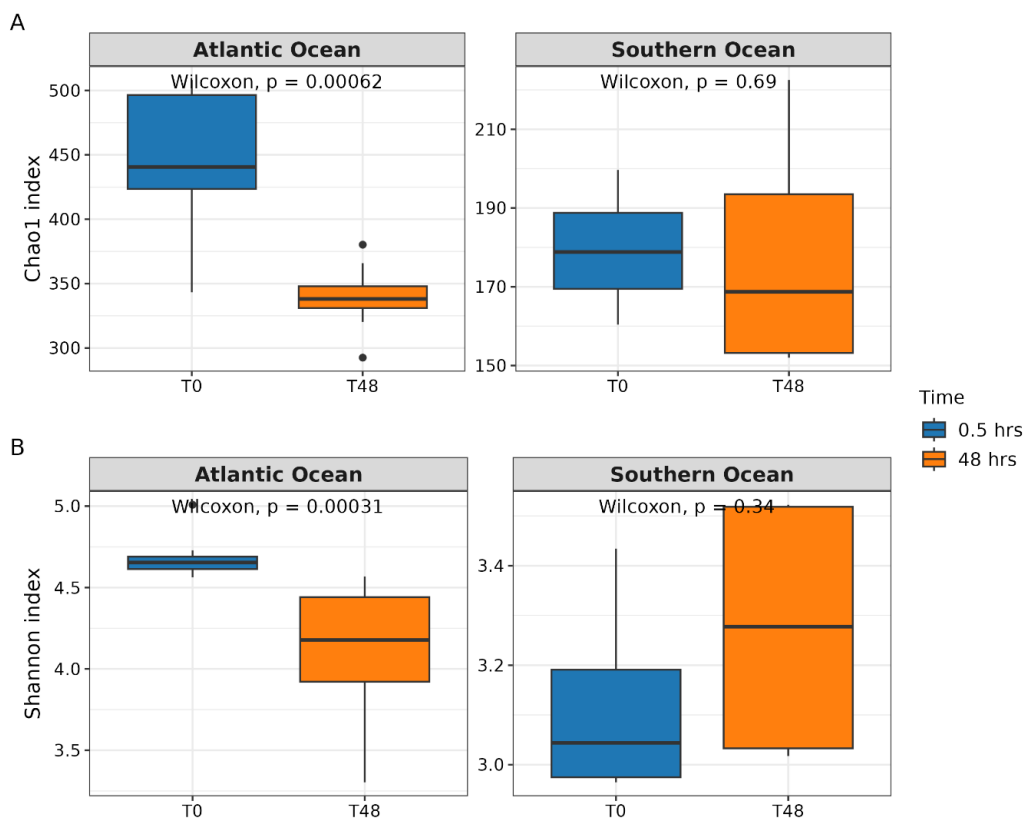 A
Atlantic Ocean
Southern Ocean
Wilcoxon, p = 0.00062
Wilcoxon, p = 0.69
Chao1 index
500
450
400
350
300
210
190
170
150
T0
T48
T0
T48
Time
0.5 hrs
48 hrs
B
Atlantic Ocean
Southern Ocean
Wilcoxon, p = 0.00031
Wilcoxon, p = 0.34
Shannon index
5.0
4.5
4.0
3.5
3.4
3.2
3.0
T0
T48
T0
T48